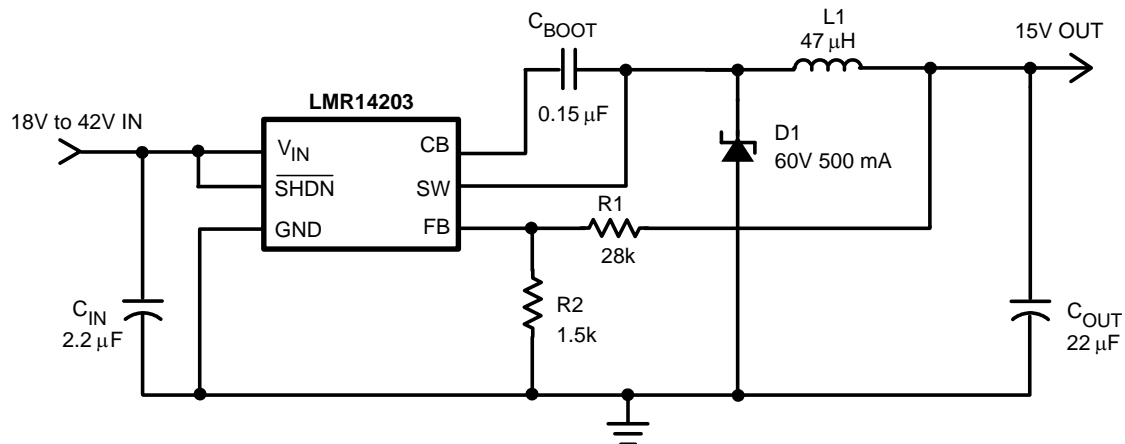 C_BOOT
0.15 μF
L1
47 μH
15V OUT
LMR14203
18V to 42V IN
V_IN
CB
SHDN
SW
GND
FB
D1
60V 500 mA
R1
28k
R2
1.5k
C_IN
2.2 μF
C_OUT
22 μF